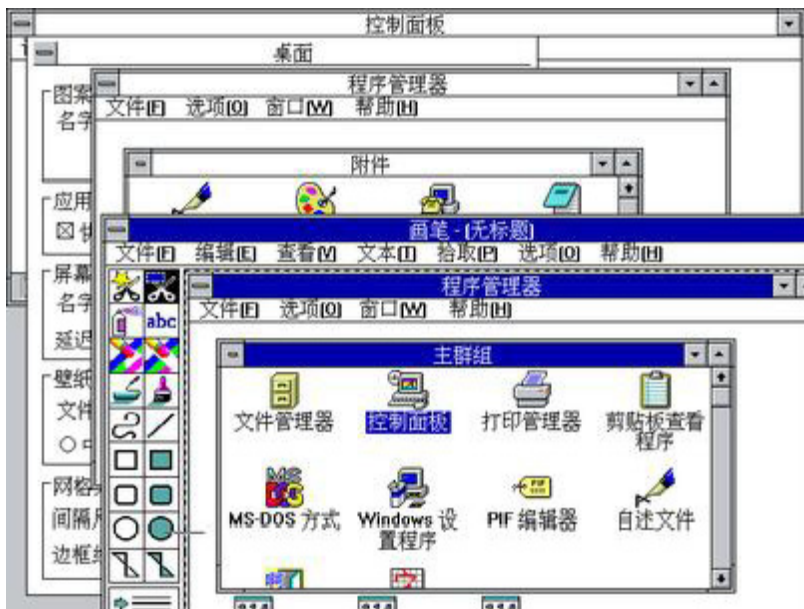 控制面板
桌面
程序管理器
文件(F) 选项(O) 窗口(W) 帮助(H)
图案
名字
附件
应用
画笔 - (无标题)
文件(F) 编辑(E) 查看(V) 文本(T) 拾取(P) 选项(O) 帮助(H)
屏幕
名字
延迟
程序管理器
文件(F) 选项(O) 窗口(W) 帮助(H)
abc
主群组
壁纸
文件
文件管理器 控制面板 打印管理器 剪贴板查看
程序
网格
间隔
边框
MS-DOS 方式 Windows 设 PIF 编辑器 自述文件
置程序